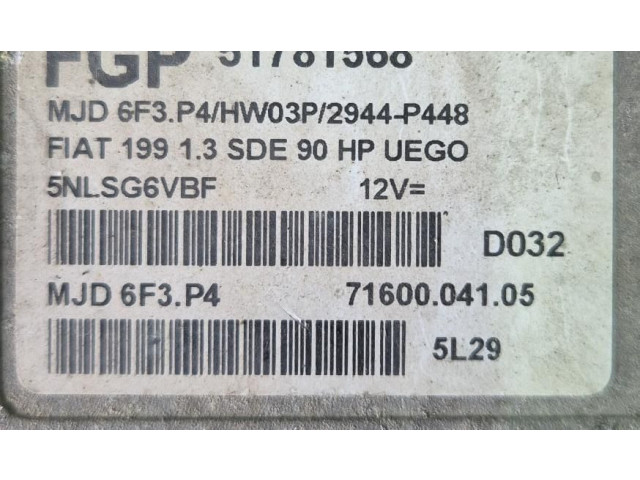 FGP 51781568
MJD 6F3.P4/HW03P/2944-P448
FIAT 199 1.3 SDE 90 HP UEGO
5NLSG6VBF 12V=
D032
MJD 6F3.P4 71600.041.05
5L29